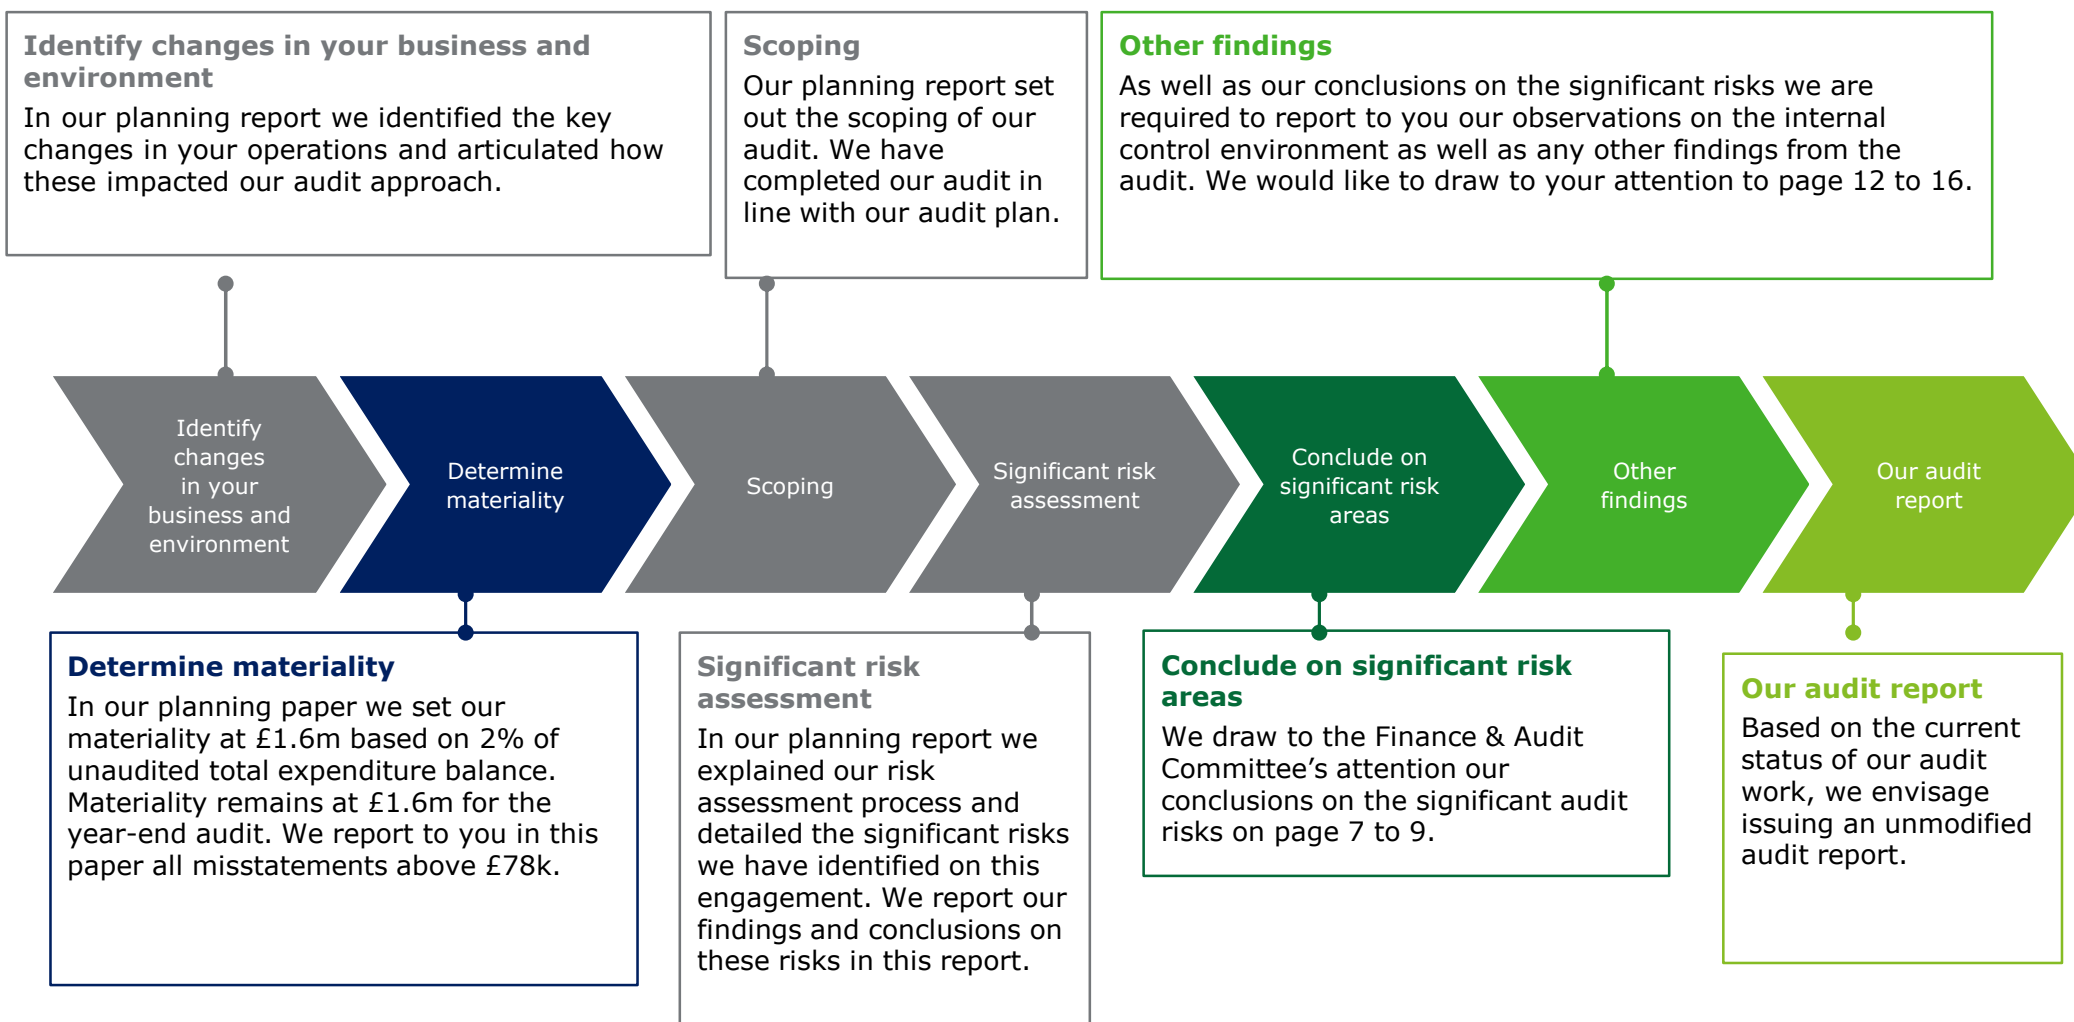 Identify changes in your business and
environment
In our planning report we identified the key
changes in your operations and articulated how
these impacted our audit approach.
Scoping
Our planning report set
out the scoping of our
audit. We have
completed our audit in
line with our audit plan.
Other findings
As well as our conclusions on the significant risks we are
required to report to you our observations on the internal
control environment as well as any other findings from the
audit. We would like to draw to your attention to page 12 to 16.
Identify
changes
in your
business and
environment
Determine
materiality
Scoping
Significant risk
assessment
Conclude on
significant risk
areas
Other
findings
Our audit
report
Determine materiality
In our planning paper we set our
materiality at £1.6m based on 2% of
unaudited total expenditure balance.
Materiality remains at £1.6m for the
year-end audit. We report to you in this
paper all misstatements above £78k.
Significant risk
assessment
In our planning report we
explained our risk
assessment process and
detailed the significant risks
we have identified on this
engagement. We report our
findings and conclusions on
these risks in this report.
Conclude on significant risk
areas
We draw to the Finance & Audit
Committee’s attention our
conclusions on the significant audit
risks on page 7 to 9.
Our audit report
Based on the current
status of our audit
work, we envisage
issuing an unmodified
audit report.